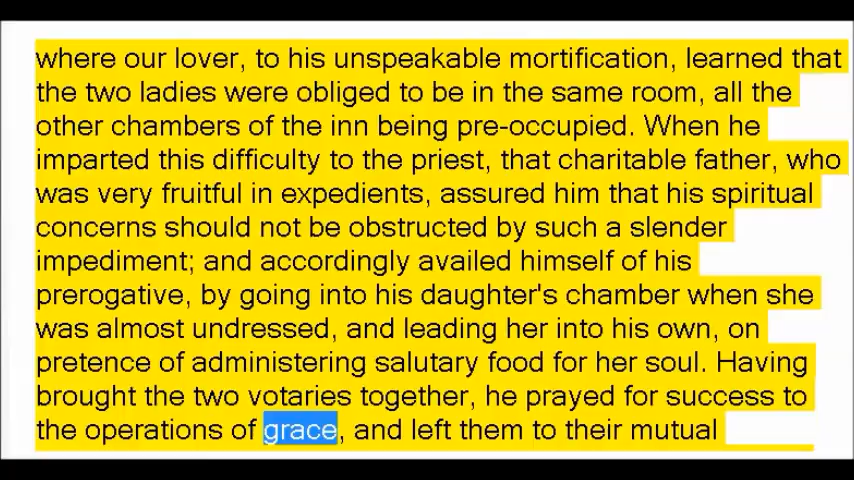 where our lover, to his unspeakable mortification, learned that
the two ladies were obliged to be in the same room, all the
other chambers of the inn being pre-occupied. When he
imparted this difficulty to the priest, that charitable father, who
was very fruitful in expedients, assured him that his spiritual
concerns should not be obstructed by such a slender
impediment; and accordingly availed himself of his
prerogative, by going into his daughter's chamber when she
was almost undressed, and leading her into his own, on
pretence of administering salutary food for her soul. Having
brought the two votaries together, he prayed for success to
the operations of grace, and left them to their mutual